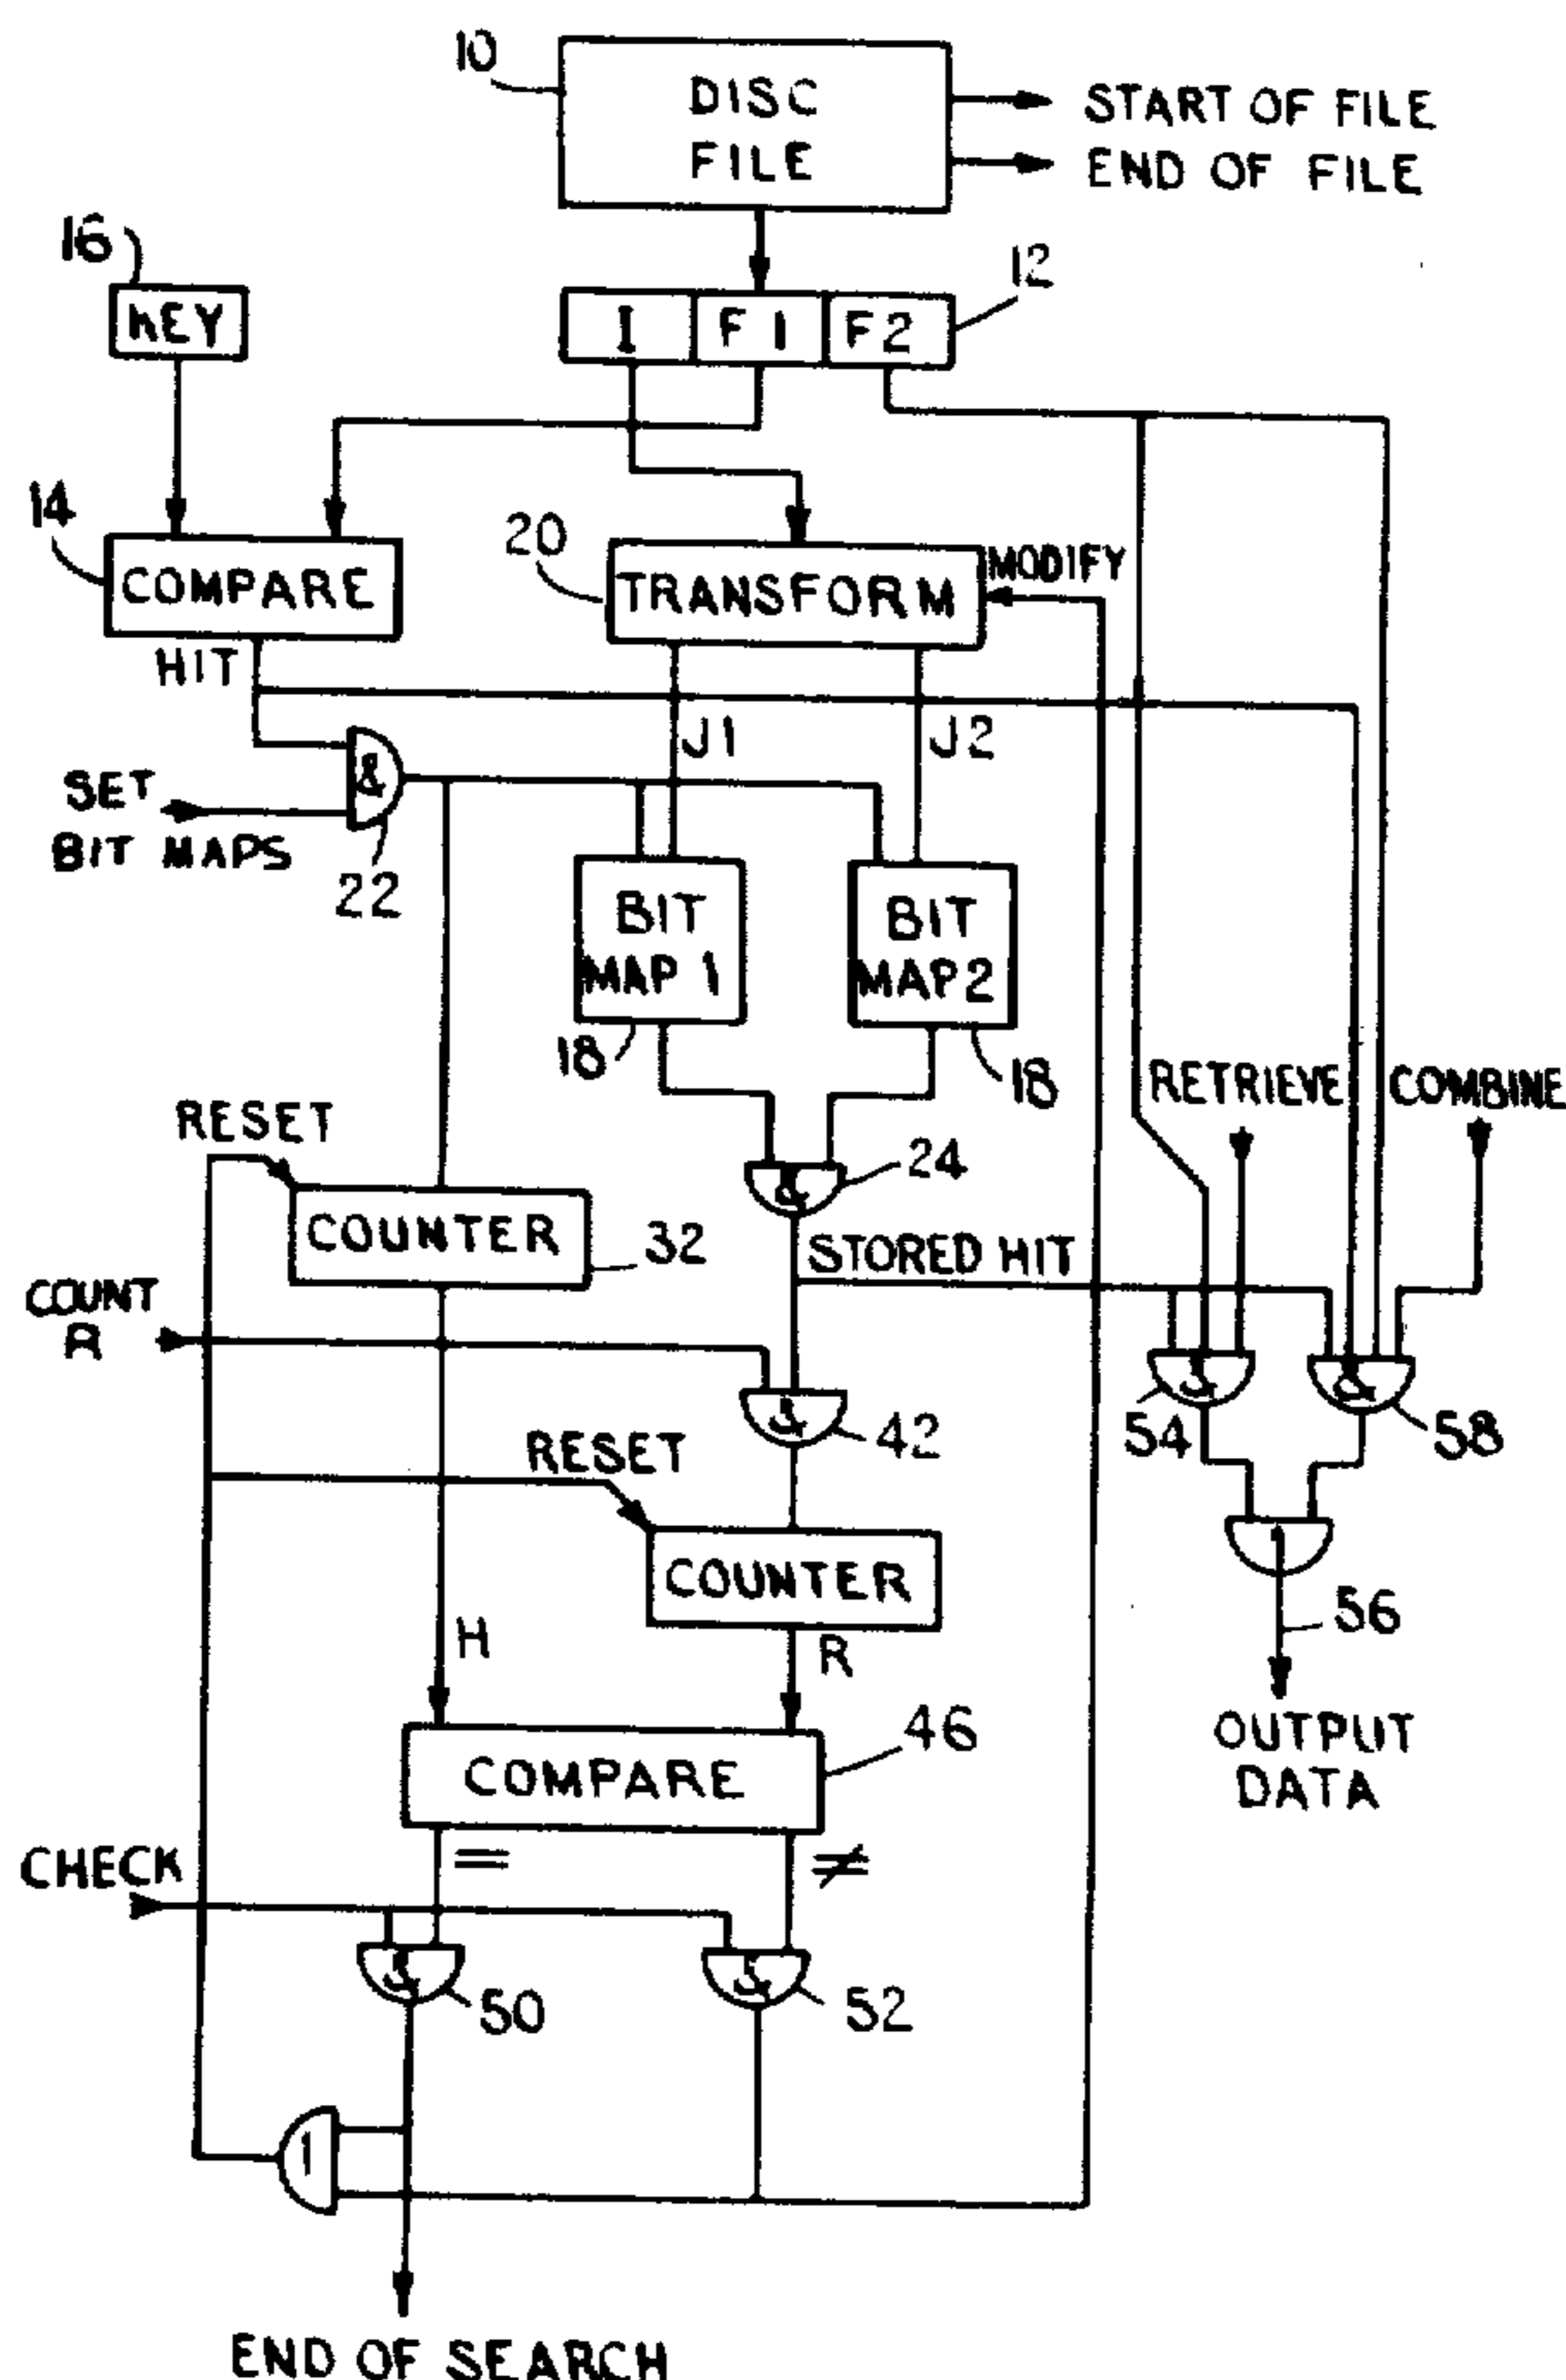 10
DISC
FILE
START OF FILE
END OF FILE
16
KEY
12
I F1 F2
14
COMPARE
20
TRANSFORM
MODIFY
HIT
J1
J2
&
SET
BIT MAPS
22
BIT
MAP 1
BIT
MAP 2
18
18
RETRIEVE
COMBINE
RESET
24
&
COUNTER
32
STORED HIT
COUNT
R
&
42
&
54
&
58
RESET
COUNTER
1
56
H
R
OUTPUT
DATA
COMPARE
46
=
≠
CHECK
&
50
&
52
1
END OF SEARCH